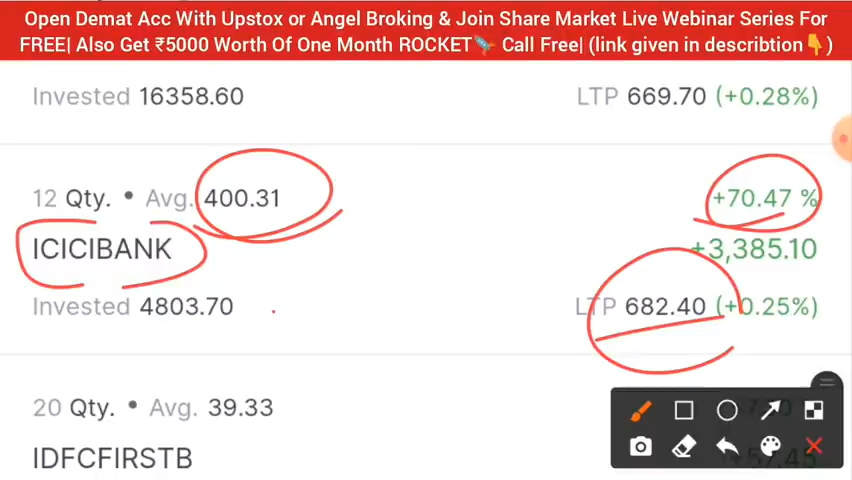 Open Demat Acc With Upstox or Angel Broking & Join Share Market Live Webinar Series For
FREE| Also Get ₹5000 Worth Of One Month ROCKET🚀 Call Free| (link given in describtion👇)
Invested 16358.60 LTP 669.70 (+0.28%)
12 Qty. • Avg. 400.31 +70.47 %
ICICIBANK +3,385.10
Invested 4803.70 LTP 682.40 (+0.25%)
20 Qty. • Avg. 39.33
IDFCFIRSTB